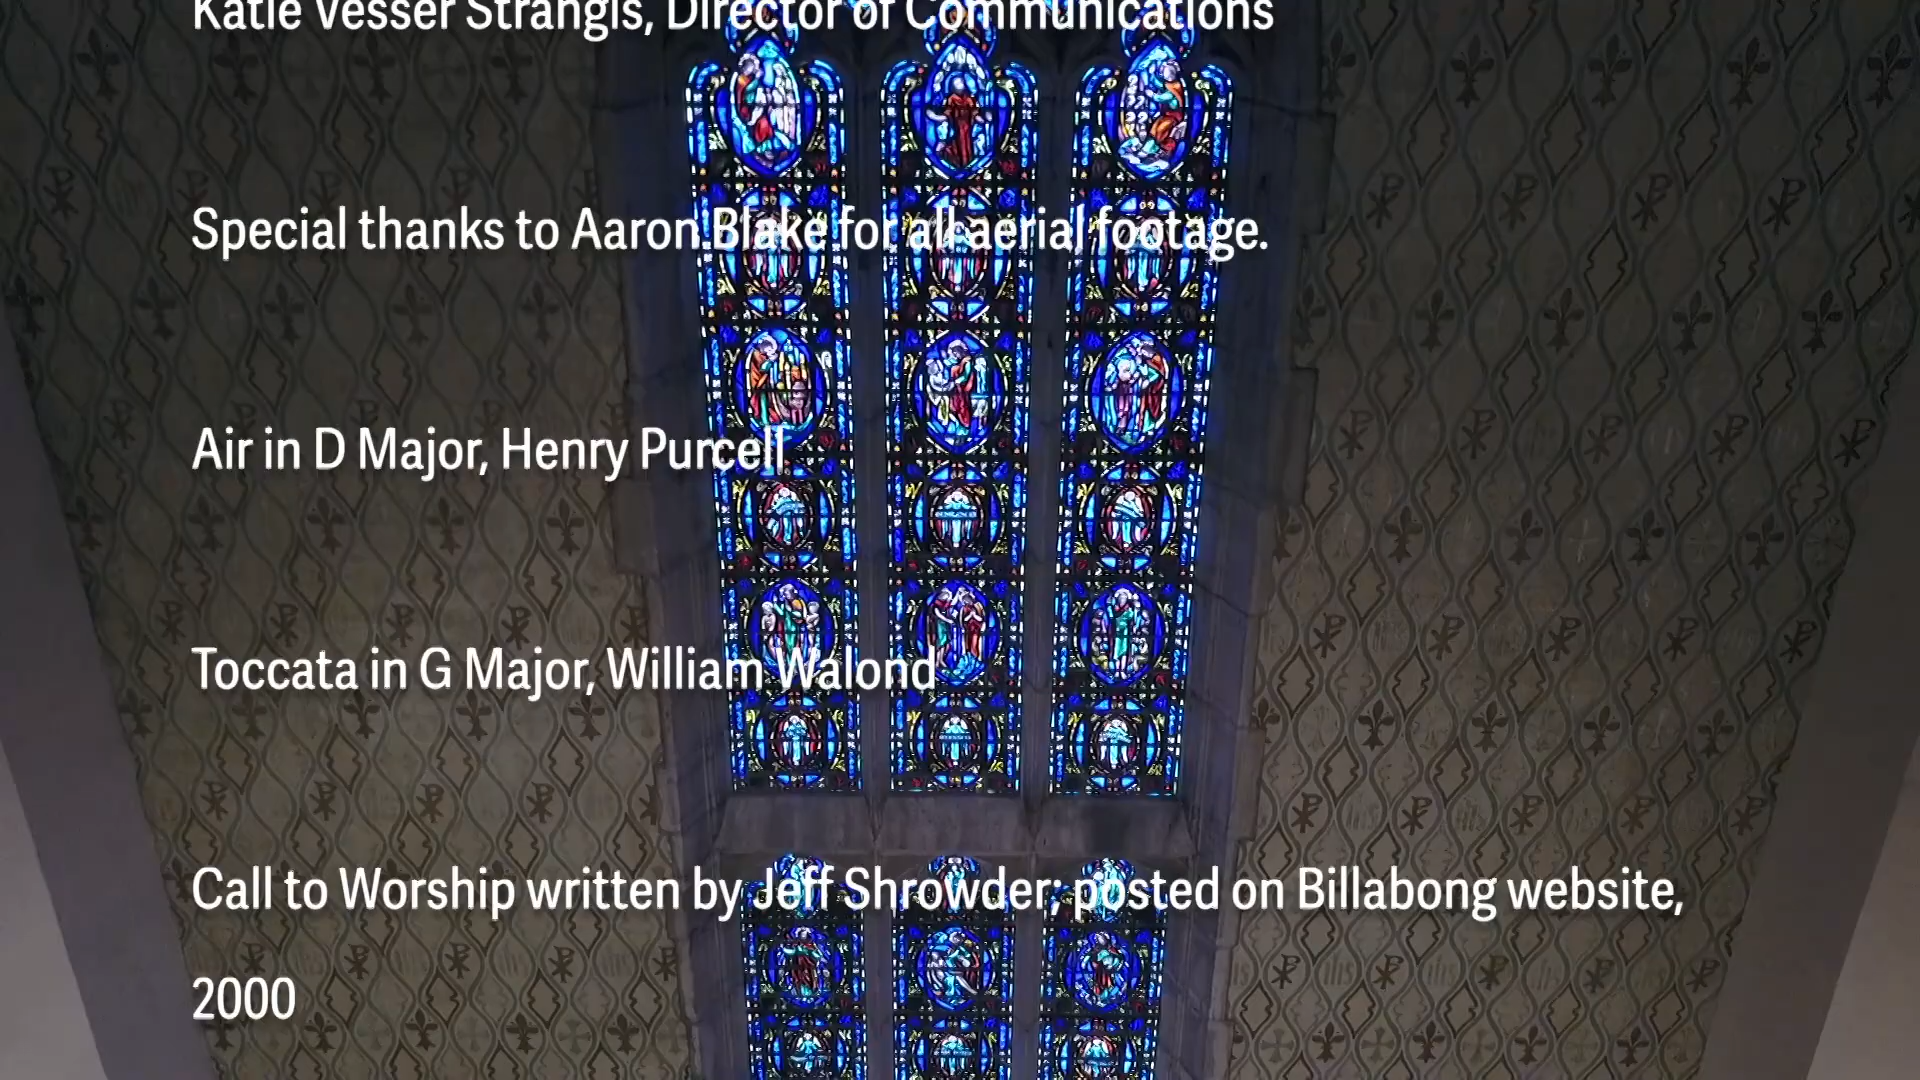 Katie Vesser Strangis, Director of Communications
Special thanks to Aaron Blake for all aerial footage.
Air in D Major, Henry Purcell
Toccata in G Major, William Walond
Call to Worship written by Jeff Shrowder; posted on Billabong website,
2000